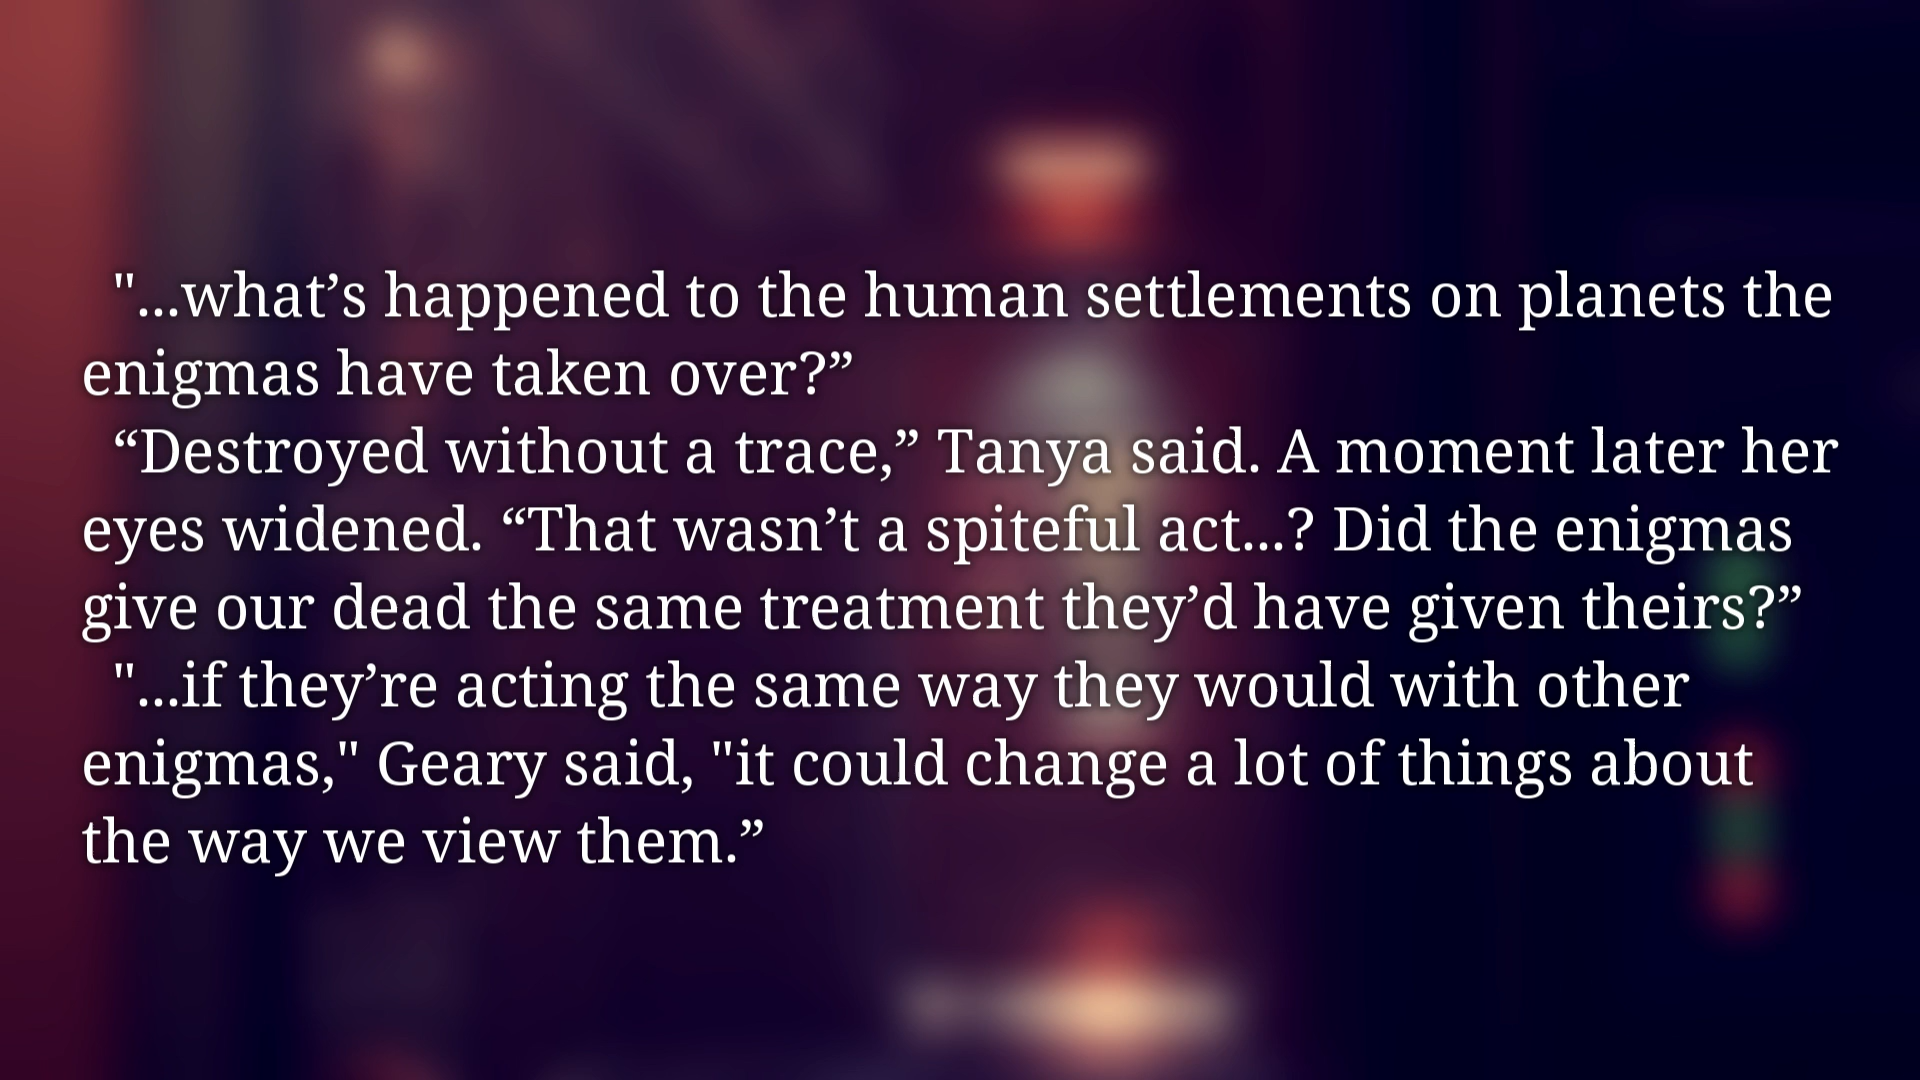 "...what’s happened to the human settlements on planets the
enigmas have taken over?”
“Destroyed without a trace,” Tanya said. A moment later her
eyes widened. “That wasn’t a spiteful act...? Did the enigmas
give our dead the same treatment they’d have given theirs?”
"...if they’re acting the same way they would with other
enigmas," Geary said, "it could change a lot of things about
the way we view them.”